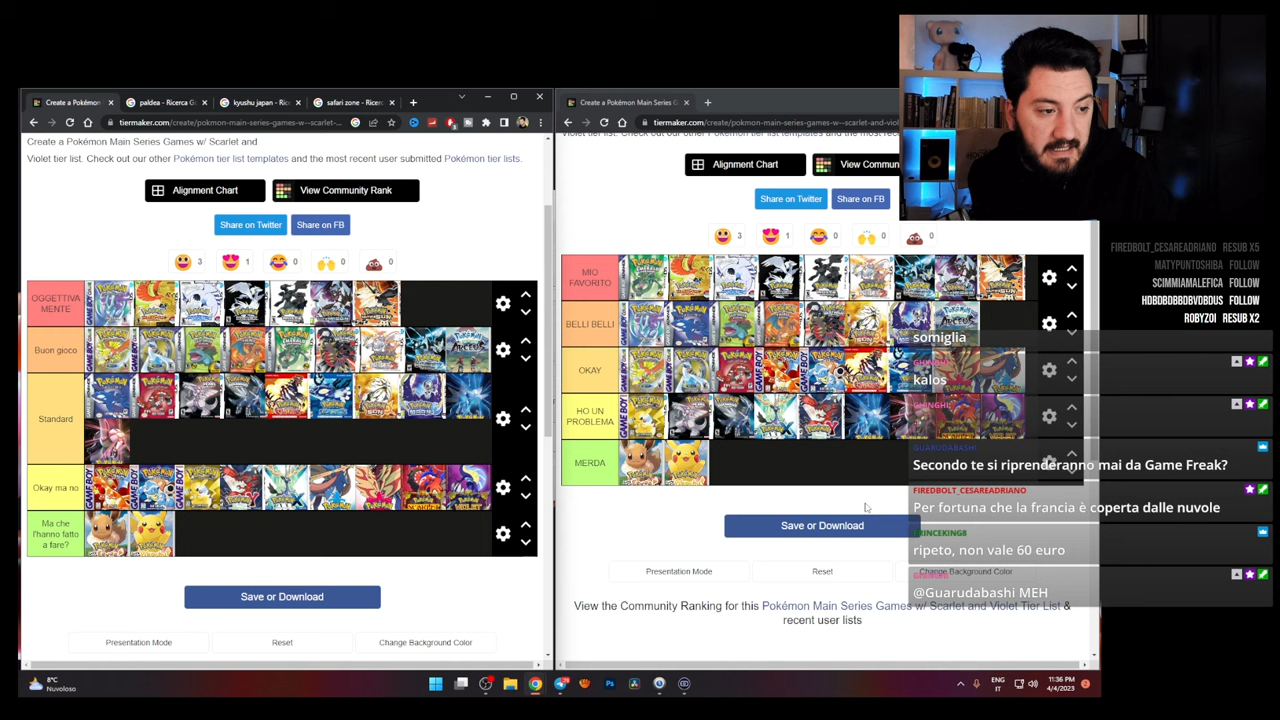 FIREDBOLT_CESAREADRIANO RESUB X5
MATYPUNTOSHIBA FOLLOW
SCIMMIAMALEFICA FOLLOW
HDBOBOBBDBVDBDUS FOLLOW
ROBYZOI RESUB X2
Create a Pokémon
paldea - Ricerca G
kyushu japan - Ric
safari zone - Ricerc
tiermaker.com/create/pokmon-main-series-games-w--scarlet-...
Create a Pokémon Main Series Games w/ Scarlet and
Violet tier list. Check out our other Pokémon tier list templates and the most recent user submitted Pokémon tier lists.
Alignment Chart
View Community Rank
Share on Twitter
Share on FB
3
1
0
0
0
OGGETTIVA
MENTE
Buon gioco
Standard
Okay ma no
Ma che
l'hanno fatto
a fare?
Save or Download
Presentation Mode
Reset
Change Background Color
Create a Pokémon Main Series G
tiermaker.com/create/pokmon-main-series-games-w--scarlet-and-viol
Alignment Chart
View Commun
Share on Twitter
Share on FB
3
1
0
0
0
MIO
FAVORITO
BELLI BELLI
OKAY
HO UN
PROBLEMA
MERDA
Save or Download
Presentation Mode
Reset
Change Background Color
View the Community Ranking for this Pokémon Main Series Games w/ Scarlet and Violet Tier List &
recent user lists
somiglia
kalos
GUARUDABASHI
Secondo te si riprenderanno mai da Game Freak?
FIREDBOLT_CESAREADRIANO
Per fortuna che la francia è coperta dalle nuvole
PRINCEKING8
ripeto, non vale 60 euro
@Guarudabashi MEH
8°C
Nuvoloso
ENG
IT
11:36 PM
4/4/2023